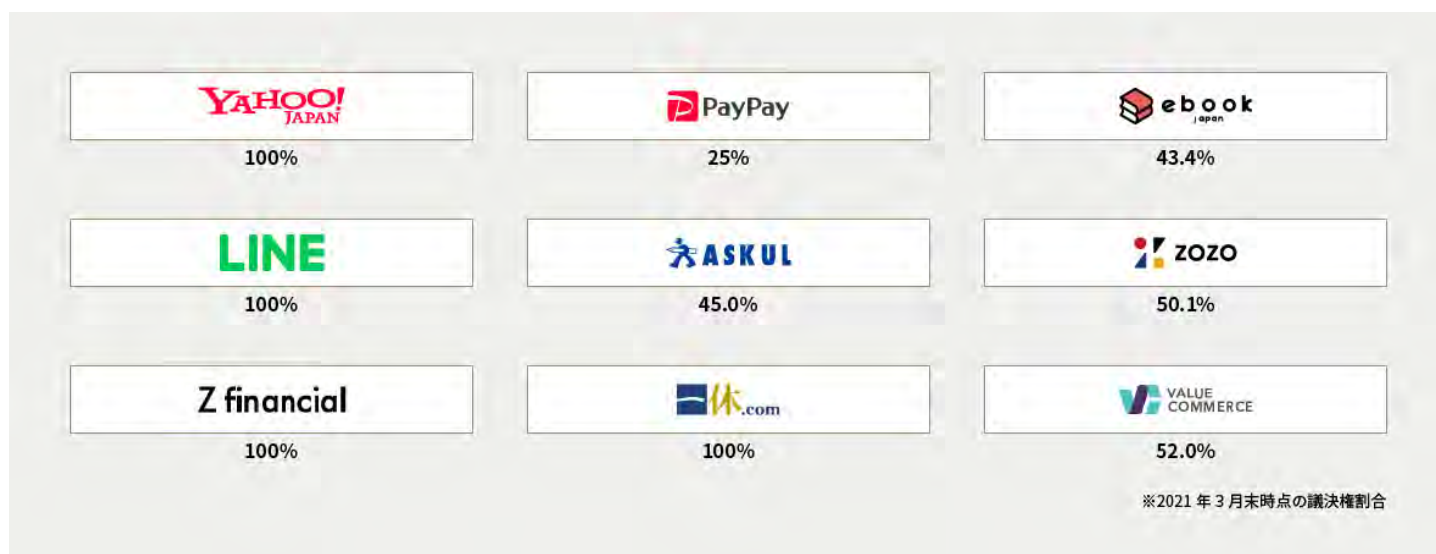 YAHOO!
JAPAN
100%
PayPay
25%
ebook
japan
43.4%
LINE
100%
ASKUL
45.0%
ZOZO
50.1%
Z financial
100%
一休.com
100%
VALUE
COMMERCE
52.0%
※2021 年 3 月末時点の議決権割合